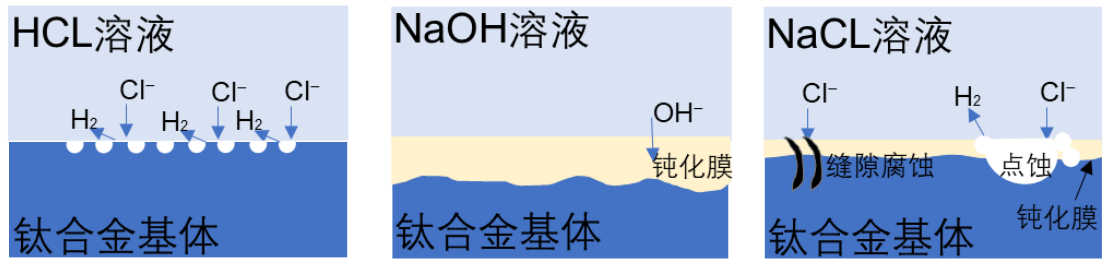 HCL溶液
Cl⁻
Cl⁻
Cl⁻
H₂
H₂
H₂
钛合金基体
NaOH溶液
OH⁻
钝化膜
钛合金基体
NaCL溶液
Cl⁻
H₂
Cl⁻
缝隙腐蚀
点蚀
钝化膜
钛合金基体